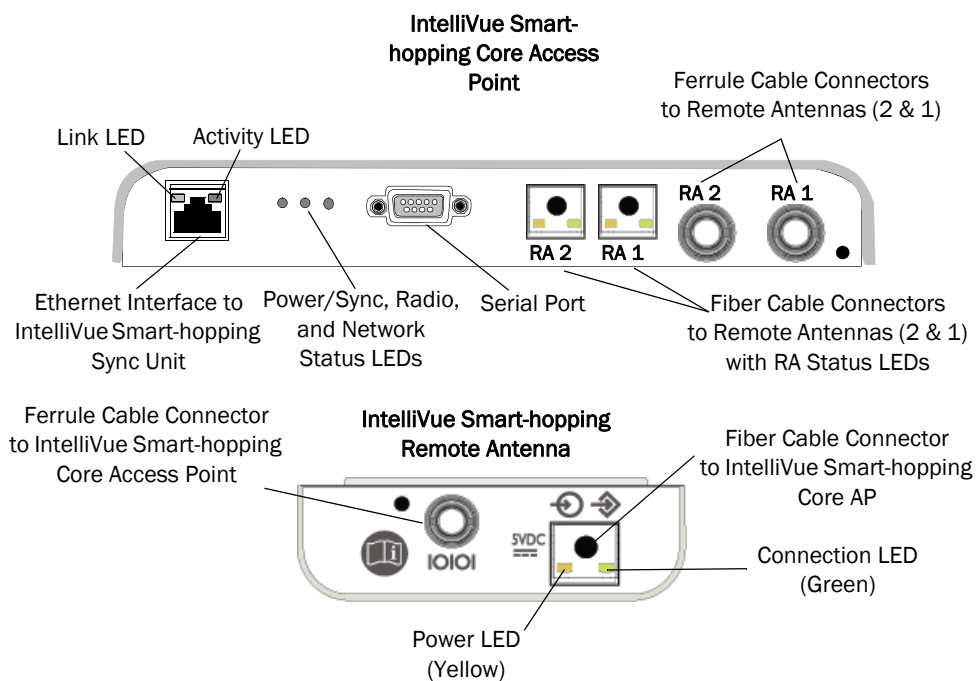 IntelliVue Smart-
hopping Core Access
Point
Ferrule Cable Connectors
to Remote Antennas (2 & 1)
Link LED
Activity LED
RA 2
RA 1
RA 2
RA 1
Ethernet Interface to
IntelliVue Smart-hopping
Sync Unit
Power/Sync, Radio,
and Network
Status LEDs
Serial Port
Fiber Cable Connectors
to Remote Antennas (2 & 1)
with RA Status LEDs
Ferrule Cable Connector
to IntelliVue Smart-hopping
Core Access Point
IntelliVue Smart-hopping
Remote Antenna
Fiber Cable Connector
to IntelliVue Smart-hopping
Core AP
5VDC
IOIOI
i
Connection LED
(Green)
Power LED
(Yellow)